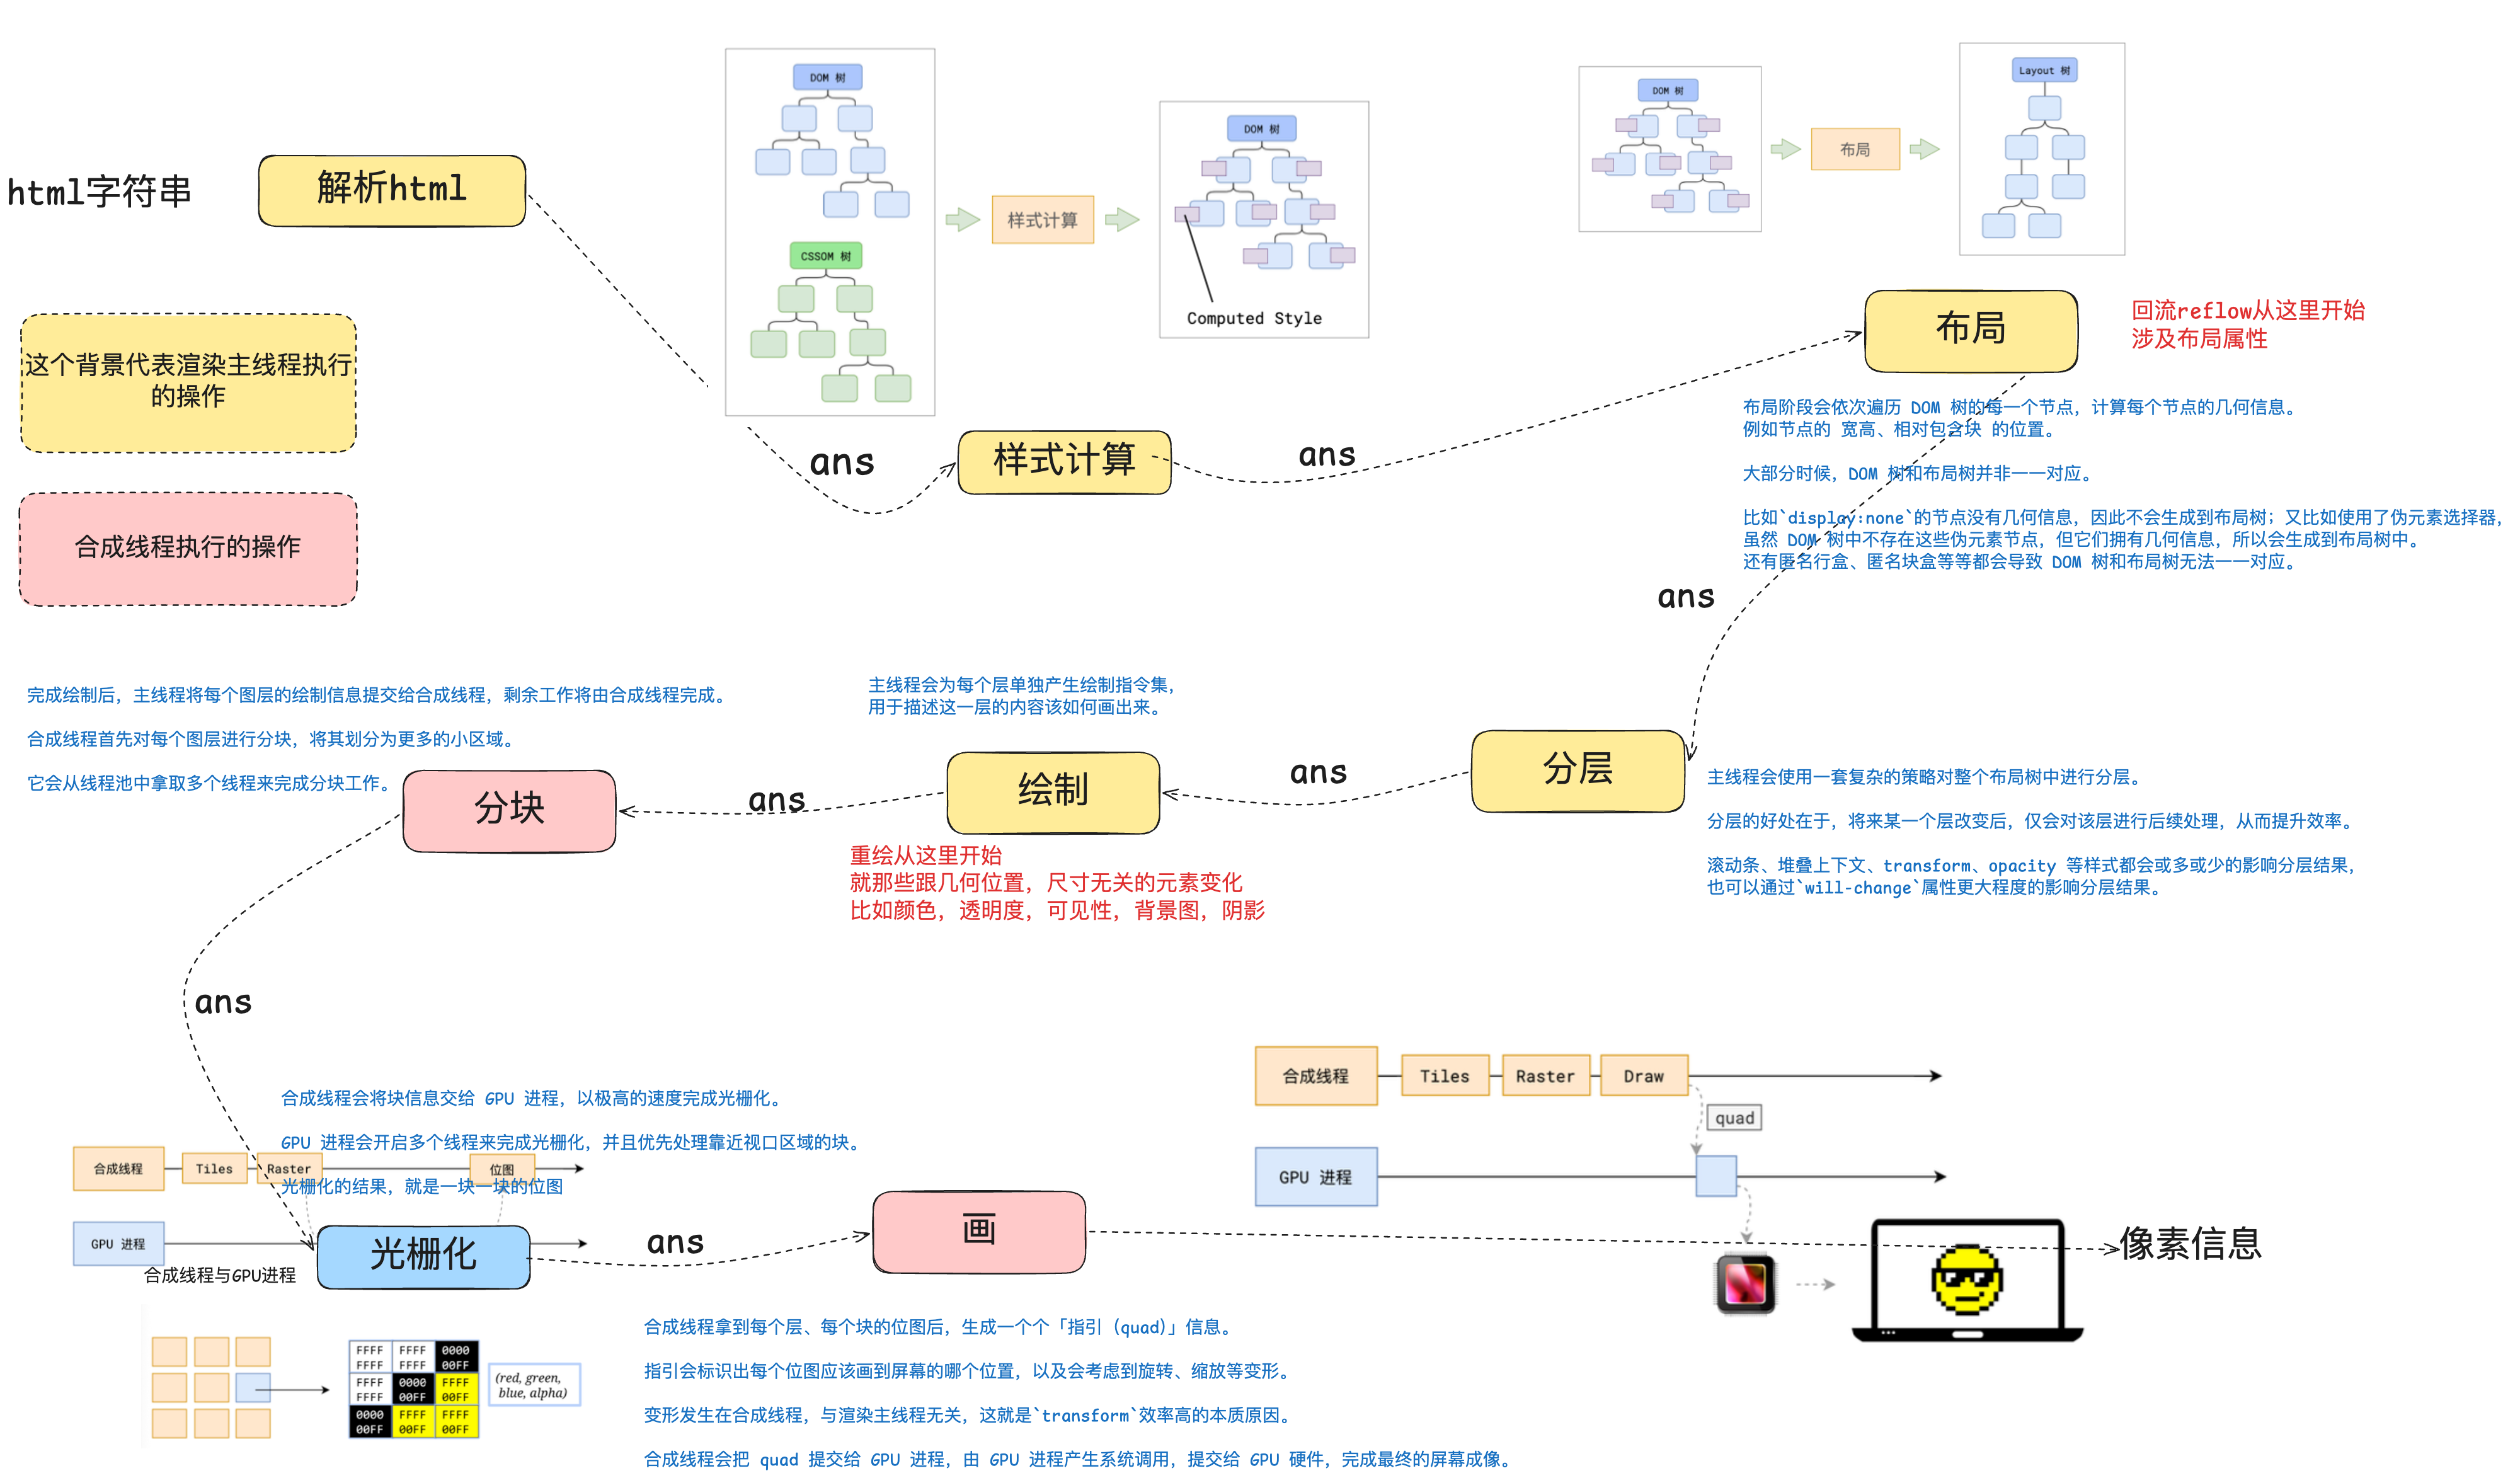 html字符串
解析html
这个背景代表渲染主线程执行
的操作
合成线程执行的操作
DOM 树
CSSOM 树
样式计算
DOM 树
Computed Style
ans
样式计算
ans
DOM 树
布局
Layout 树
布局
回流reflow从这里开始
涉及布局属性
布局阶段会依次遍历 DOM 树的每一个节点，计算每个节点的几何信息。
例如节点的 宽高、相对包含块 的位置。
大部分时候，DOM 树和布局树并非一一对应。
比如`display:none`的节点没有几何信息，因此不会生成到布局树；又比如使用了伪元素选择器，
虽然 DOM 树中不存在这些伪元素节点，但它们拥有几何信息，所以会生成到布局树中。
还有匿名行盒、匿名块盒等等都会导致 DOM 树和布局树无法一一对应。
ans
分层
主线程会使用一套复杂的策略对整个布局树中进行分层。
分层的好处在于，将来某一个层改变后，仅会对该层进行后续处理，从而提升效率。
滚动条、堆叠上下文、transform、opacity 等样式都会或多或少的影响分层结果，
也可以通过`will-change`属性更大程度的影响分层结果。
ans
主线程会为每个层单独产生绘制指令集，
用于描述这一层的内容该如何画出来。
绘制
重绘从这里开始
就那些跟几何位置，尺寸无关的元素变化
比如颜色，透明度，可见性，背景图，阴影
ans
完成绘制后，主线程将每个图层的绘制信息提交给合成线程，剩余工作将由合成线程完成。
合成线程首先对每个图层进行分块，将其划分为更多的小区域。
它会从线程池中拿取多个线程来完成分块工作。
分块
ans
合成线程会将块信息交给 GPU 进程，以极高的速度完成光栅化。
GPU 进程会开启多个线程来完成光栅化，并且优先处理靠近视口区域的块。
光栅化的结果，就是一块一块的位图
合成线程
Tiles
Raster
位图
GPU 进程
合成线程与GPU进程
光栅化
FFFF FFFF 0000
FFFF FFFF 00FF
FFFF 0000 FFFF
FFFF 00FF 00FF
0000 FFFF FFFF
00FF 00FF 00FF
(red, green,
blue, alpha)
ans
画
合成线程拿到每个层、每个块的位图后，生成一个个「指引（quad）」信息。
指引会标识出每个位图应该画到屏幕的哪个位置，以及会考虑到旋转、缩放等变形。
变形发生在合成线程，与渲染主线程无关，这就是`transform`效率高的本质原因。
合成线程会把 quad 提交给 GPU 进程，由 GPU 进程产生系统调用，提交给 GPU 硬件，完成最终的屏幕成像。
合成线程
Tiles
Raster
Draw
quad
GPU 进程
像素信息